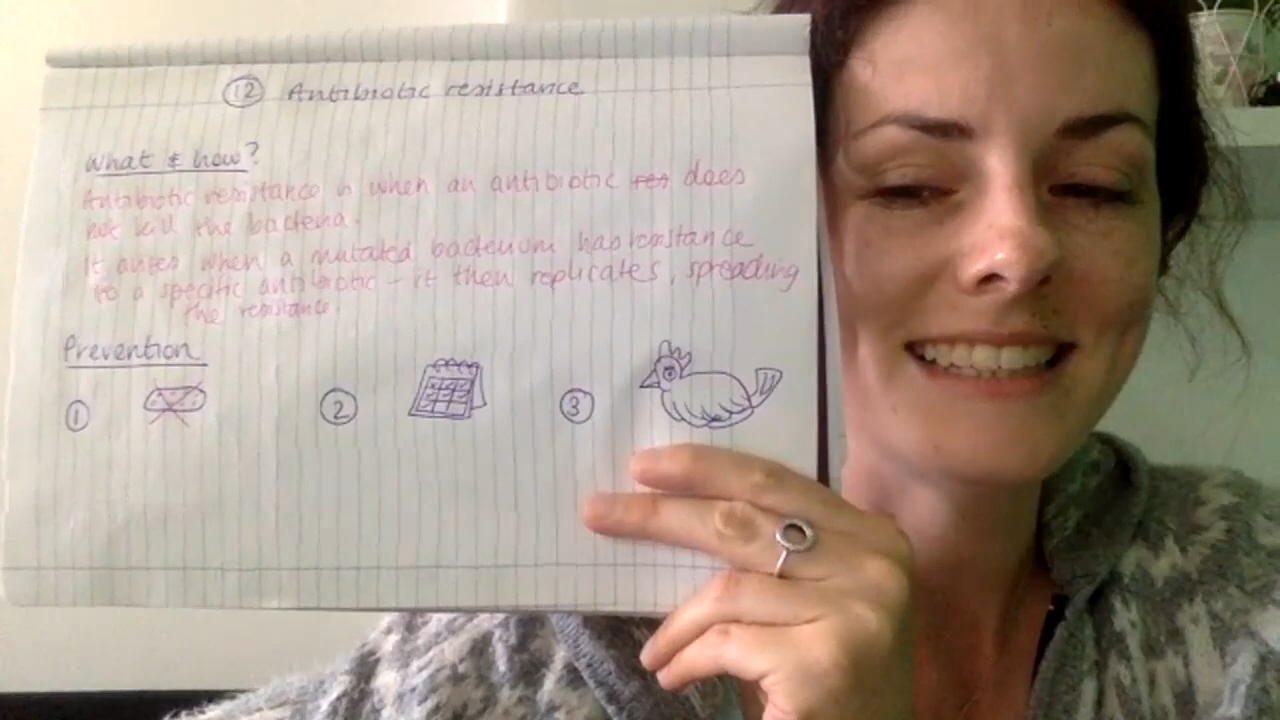 12 Antibiotic resistance
What & how?
Antibiotic resistance is when an antibiotic res does
not kill the bacteria.
It arises when a mutated bacterium has resistance
to a specific antibiotic - it then replicates, spreading
the resistance.
Prevention
1 2 3